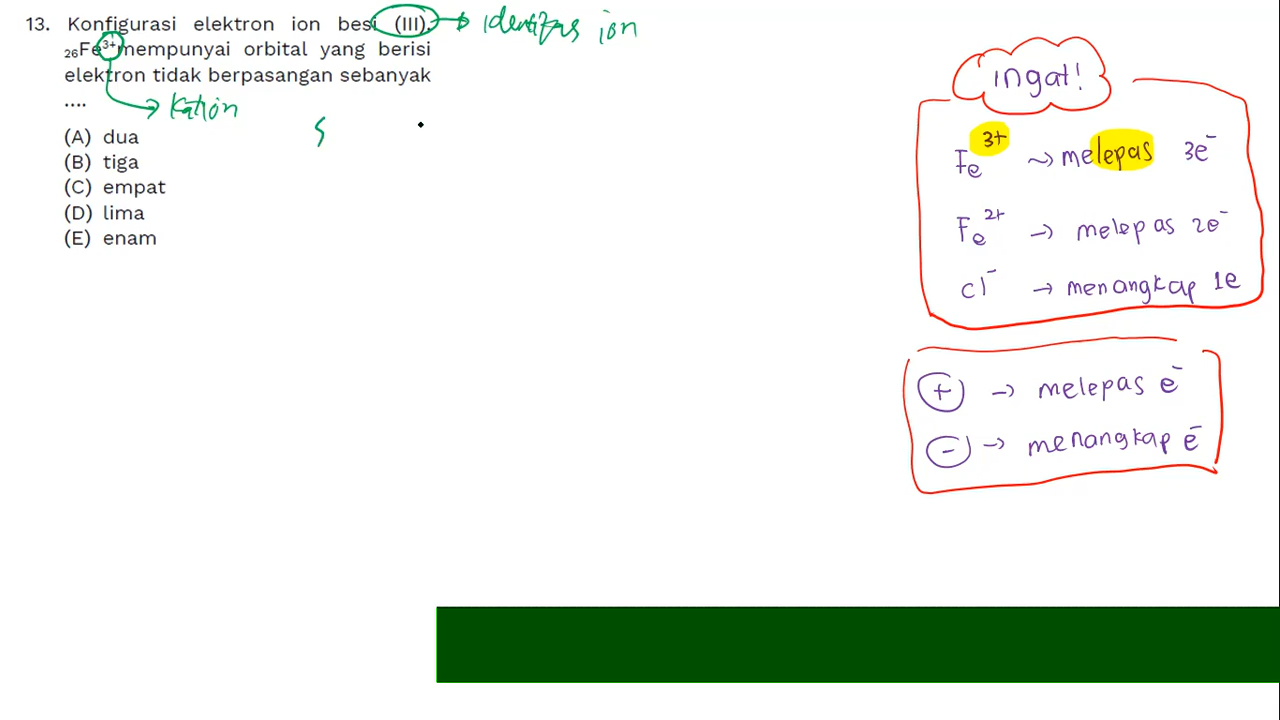 13. Konfigurasi elektron ion besi (III). → identitas ion
₂₆Fe³⁺ mempunyai orbital yang berisi
elektron tidak berpasangan sebanyak
.... → kation
(A) dua
(B) tiga
(C) empat
(D) lima
(E) enam
Ingat!
Fe³⁺ → melepas 3e⁻
Fe²⁺ → melepas 2e⁻
Cl⁻ → menangkap 1e
+ → melepas e⁻
- → menangkap e⁻